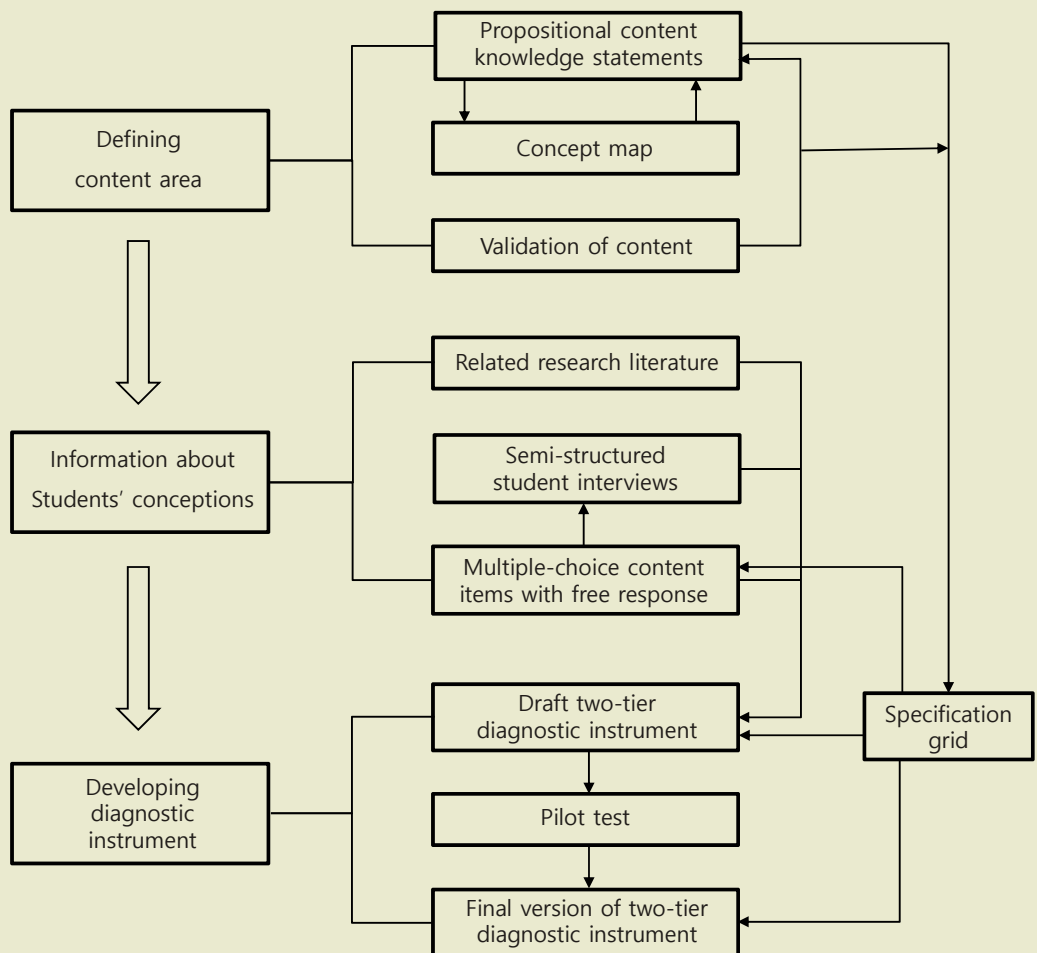 Propositional content
knowledge statements
Defining
content area
Concept map
Validation of content
Related research literature
Information about
Students’ conceptions
Semi-structured
student interviews
Multiple-choice content
items with free response
Draft two-tier
diagnostic instrument
Specification
grid
Developing
diagnostic
instrument
Pilot test
Final version of two-tier
diagnostic instrument